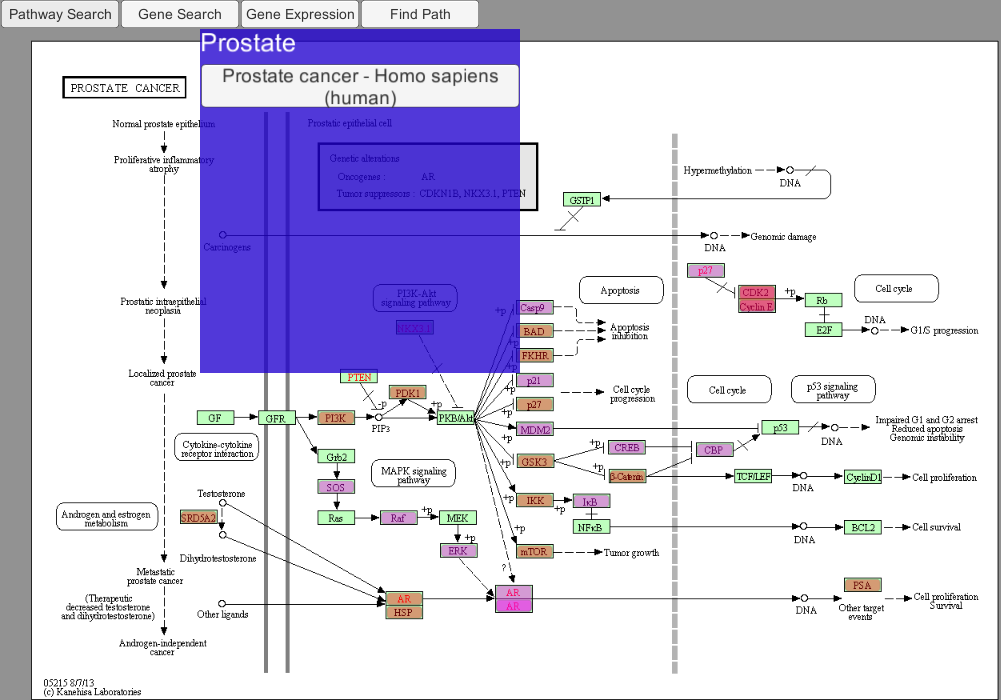 Pathway Search
Gene Search
Gene Expression
Find Path
Prostate
Prostate cancer - Homo sapiens
(human)
PROSTATE CANCER
Normal prostate epithelium
Prostatic epithelial cell
Proliferative inflammatory
atrophy
Genetic alterations
Oncogenes : AR
Tumor suppressors : CDKN1B, NKX3.1, PTEN
Hypermethylation
DNA
GSTP1
Carcinogens
DNA
Genomic damage
p27
CDK2
Cyclin E
+p
Rb
E2F
Cell cycle
DNA
G1/S progression
Prostatic intraepithelial
neoplasia
PI3K-Akt
signaling pathway
NKX3.1
Apoptosis
+p
Casp9
BAD
FKHR
Apoptosis
inhibition
Localized prostate
cancer
PTEN
PDK1
-p
+p
p21
p27
Cell cycle
progression
Cell cycle
p53 signaling
pathway
GF
GFR
PI3K
PIP3
PKB/Akt
MDM2
p53
DNA
Impaired G1 and G2 arrest
Reduced apoptosis
Genomic instability
Cytokine-cytokine
receptor interaction
Grb2
SOS
Ras
MAPK signaling
pathway
+p
GSK3
+p
CREB
+p
β-Catenin
CBP
TCF/LEF
DNA
CyclinD1
Cell proliferation
Testosterone
Androgen and estrogen
metabolism
SRD5A2
Dihydrotestosterone
Raf
+p
MEK
+p
ERK
+p
IKK
+p
IκB
NFκB
DNA
BCL2
Cell survival
+p
mTOR
Tumor growth
?
Metastatic
prostate cancer
(Therapeutic
decreased testosterone
and dihydrotestosterone)
Other ligands
AR
HSP
AR
AR
DNA
PSA
Other target
events
Cell proliferation
Survival
Androgen-independent
cancer
05215 8/7/13
(c) Kanehisa Laboratories